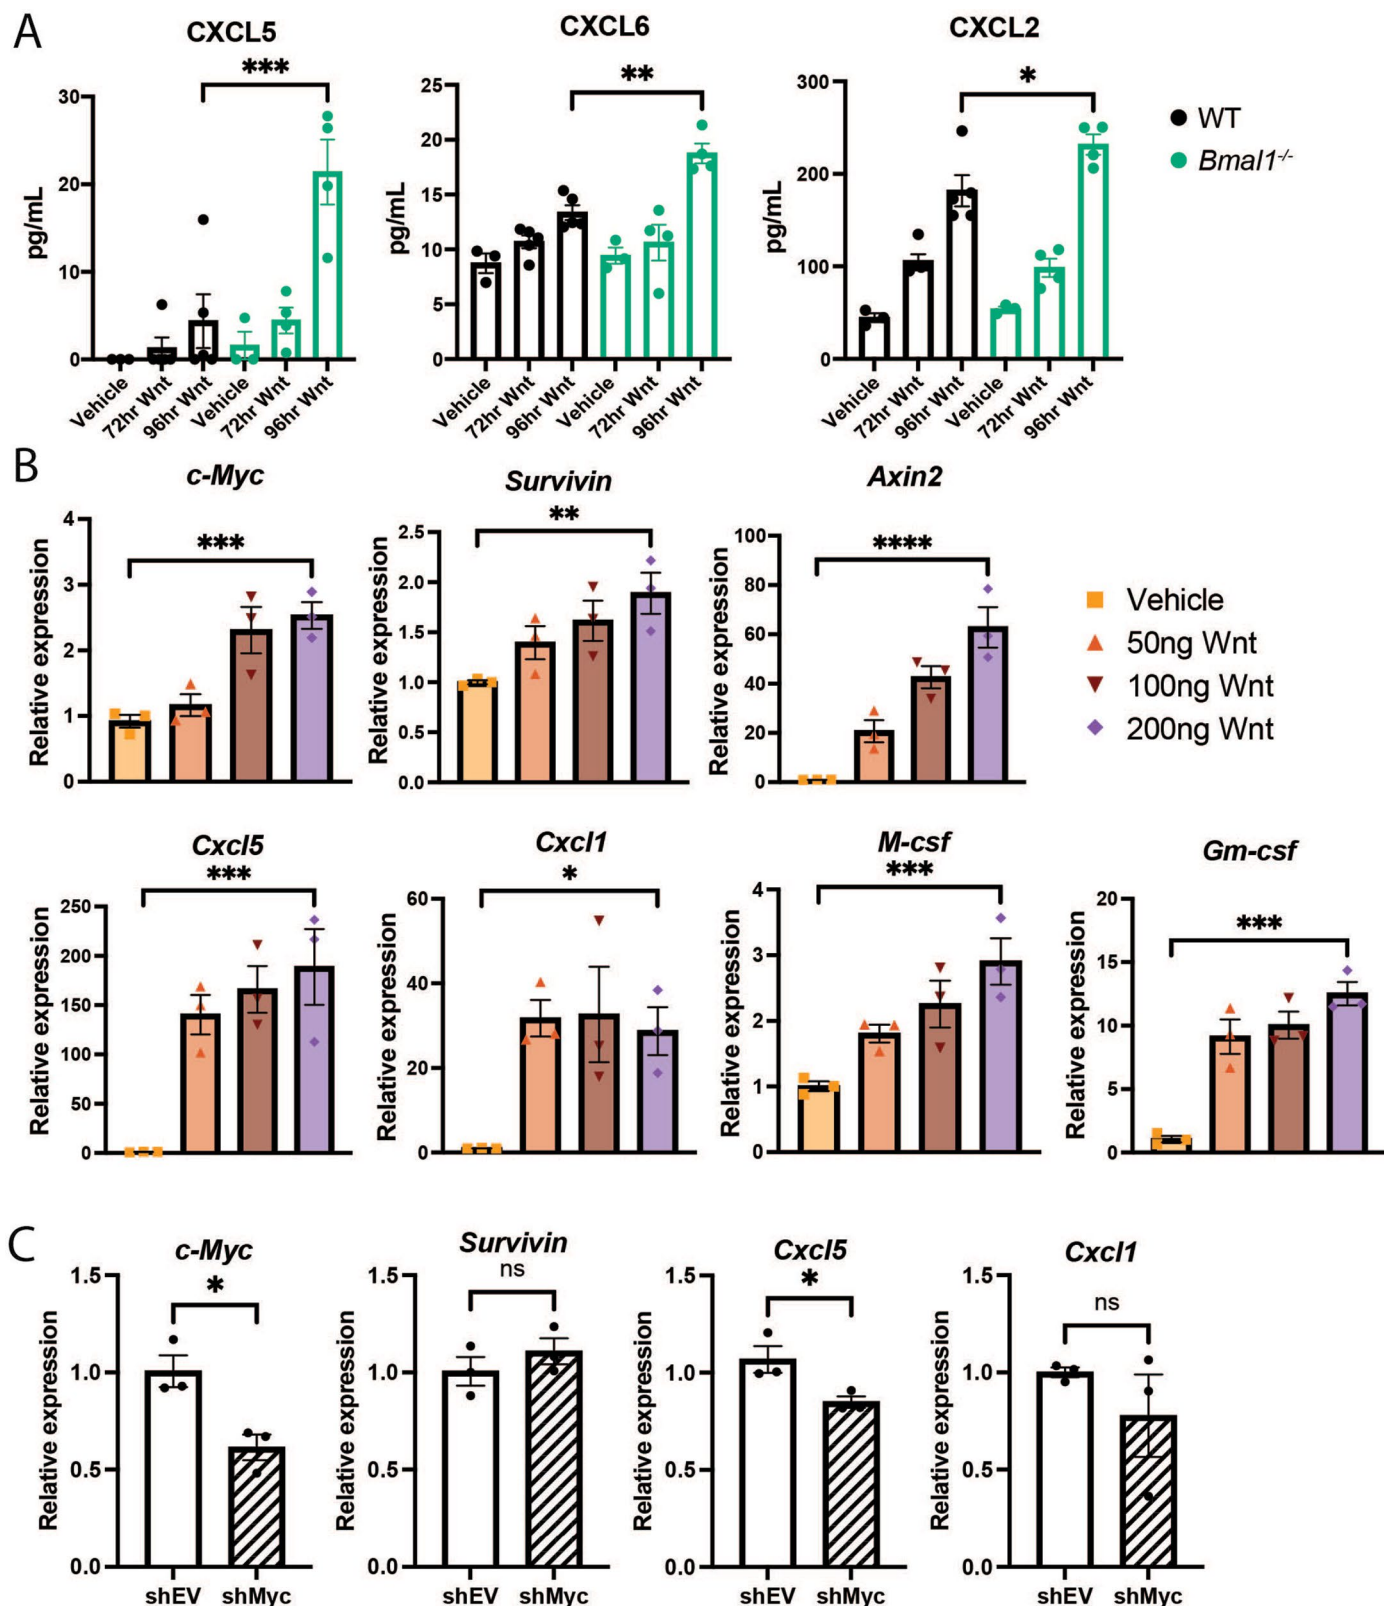 A
CXCL5
CXCL6
CXCL2
***
**
*
pg/mL
30
20
10
0
Vehicle
72hr Wnt
96hr Wnt
Vehicle
72hr Wnt
96hr Wnt
pg/mL
25
20
15
10
5
0
Vehicle
72hr Wnt
96hr Wnt
Vehicle
72hr Wnt
96hr Wnt
pg/mL
300
200
100
0
Vehicle
72hr Wnt
96hr Wnt
Vehicle
72hr Wnt
96hr Wnt
WT
Bmal1-/-
B
c-Myc
***
Relative expression
4
3
2
1
0
Survivin
**
Relative expression
2.5
2.0
1.5
1.0
0.5
0.0
Axin2
****
Relative expression
100
80
60
40
20
0
Vehicle
50ng Wnt
100ng Wnt
200ng Wnt
Cxcl5
***
Relative expression
250
200
150
100
50
0
Cxcl1
*
Relative expression
60
40
20
0
M-csf
***
Relative expression
4
3
2
1
0
Gm-csf
***
Relative expression
20
15
10
5
0
C
c-Myc
*
Relative expression
1.5
1.0
0.5
0.0
shEV shMyc
Survivin
ns
Relative expression
1.5
1.0
0.5
0.0
shEV shMyc
Cxcl5
*
Relative expression
1.5
1.0
0.5
0.0
shEV shMyc
Cxcl1
ns
Relative expression
1.5
1.0
0.5
0.0
shEV shMyc